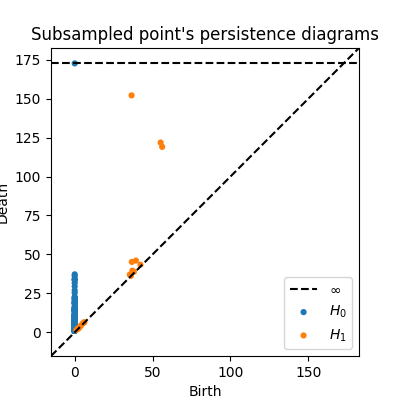 Subsampled point's persistence diagrams
175
150
125
100
75
50
25
0
Death
0
50
100
150
Birth
∞
H₀
H₁